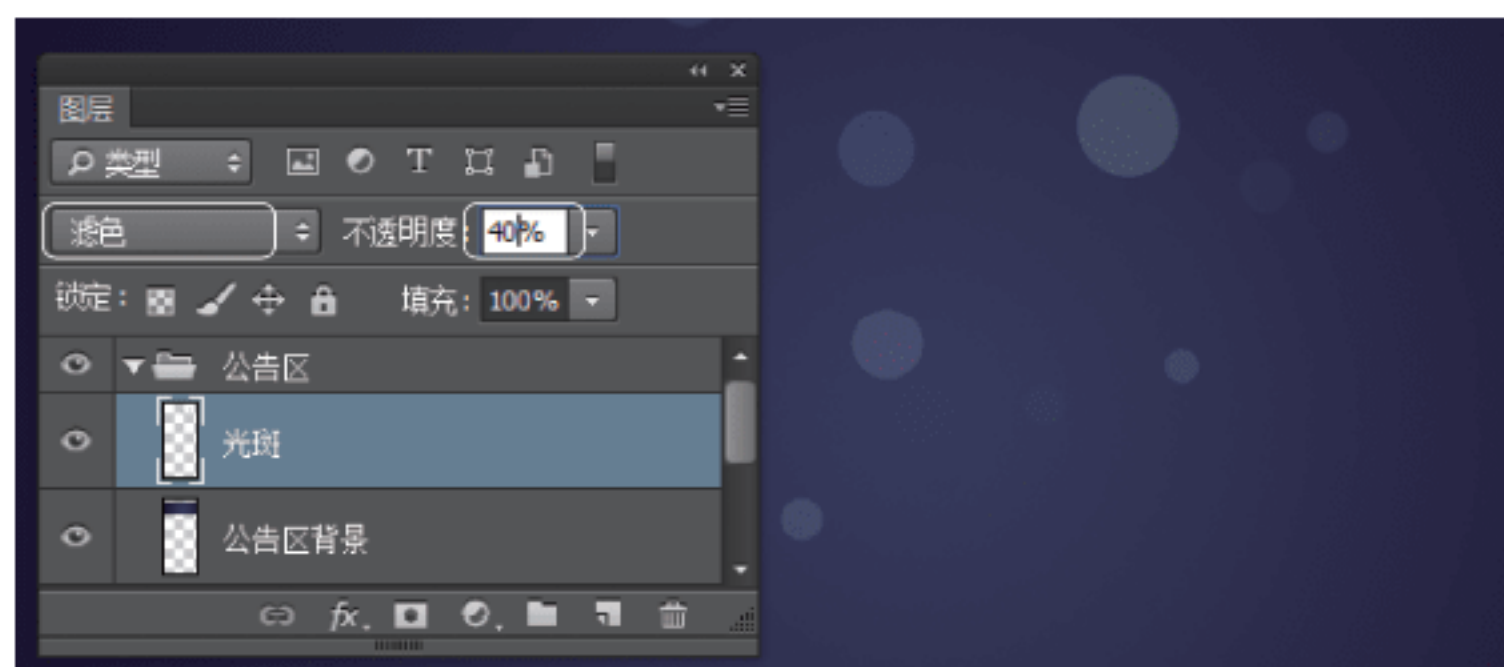 图层
类型
滤色 不透明度: 40%
锁定: 填充: 100%
公告区
光斑
公告区背景
fx.